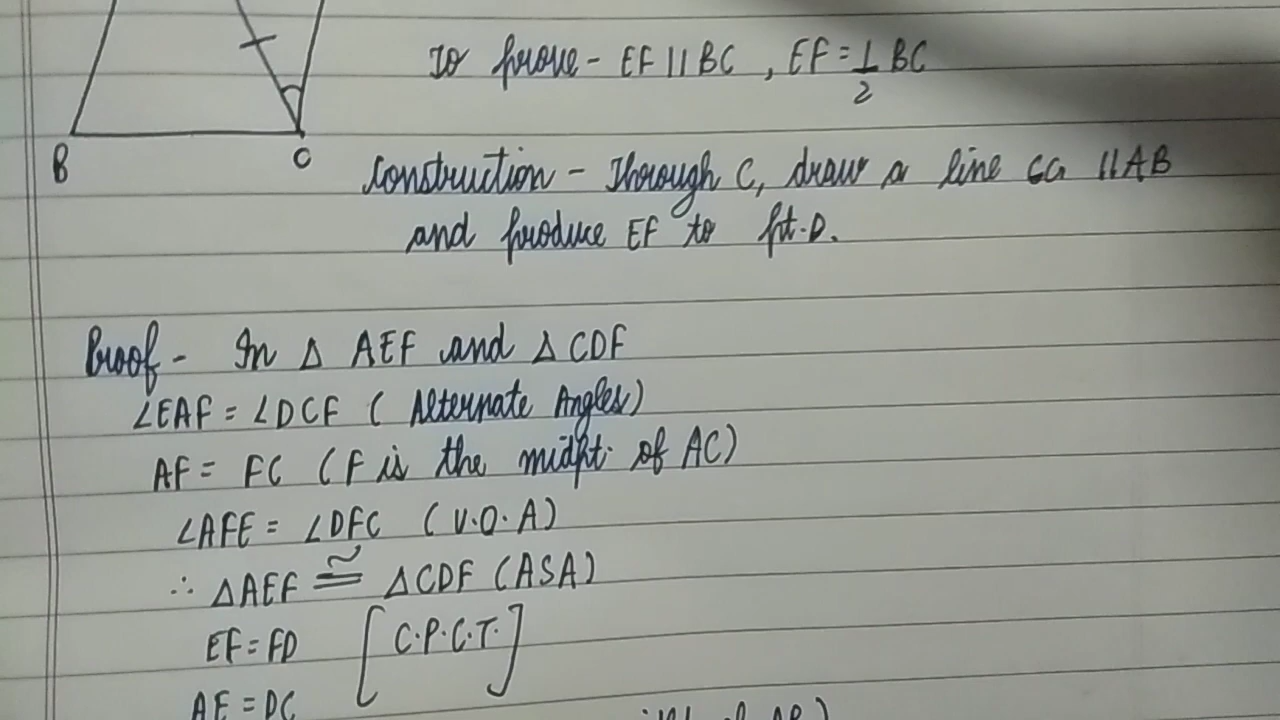 To prove - EF || BC , EF = 1/2 BC
B
C
Construction - Through C, draw a line CG || AB
and produce EF to pt. D.
Proof - In Δ AEF and Δ CDF
∠EAF = ∠DCF ( Alternate Angles)
AF = FC (F is the midpt. of AC)
∠AFE = ∠DFC (V.O.A)
∴ ΔAEF ≅ ΔCDF (ASA)
EF = FD [C.P.C.T.]
AE = DC